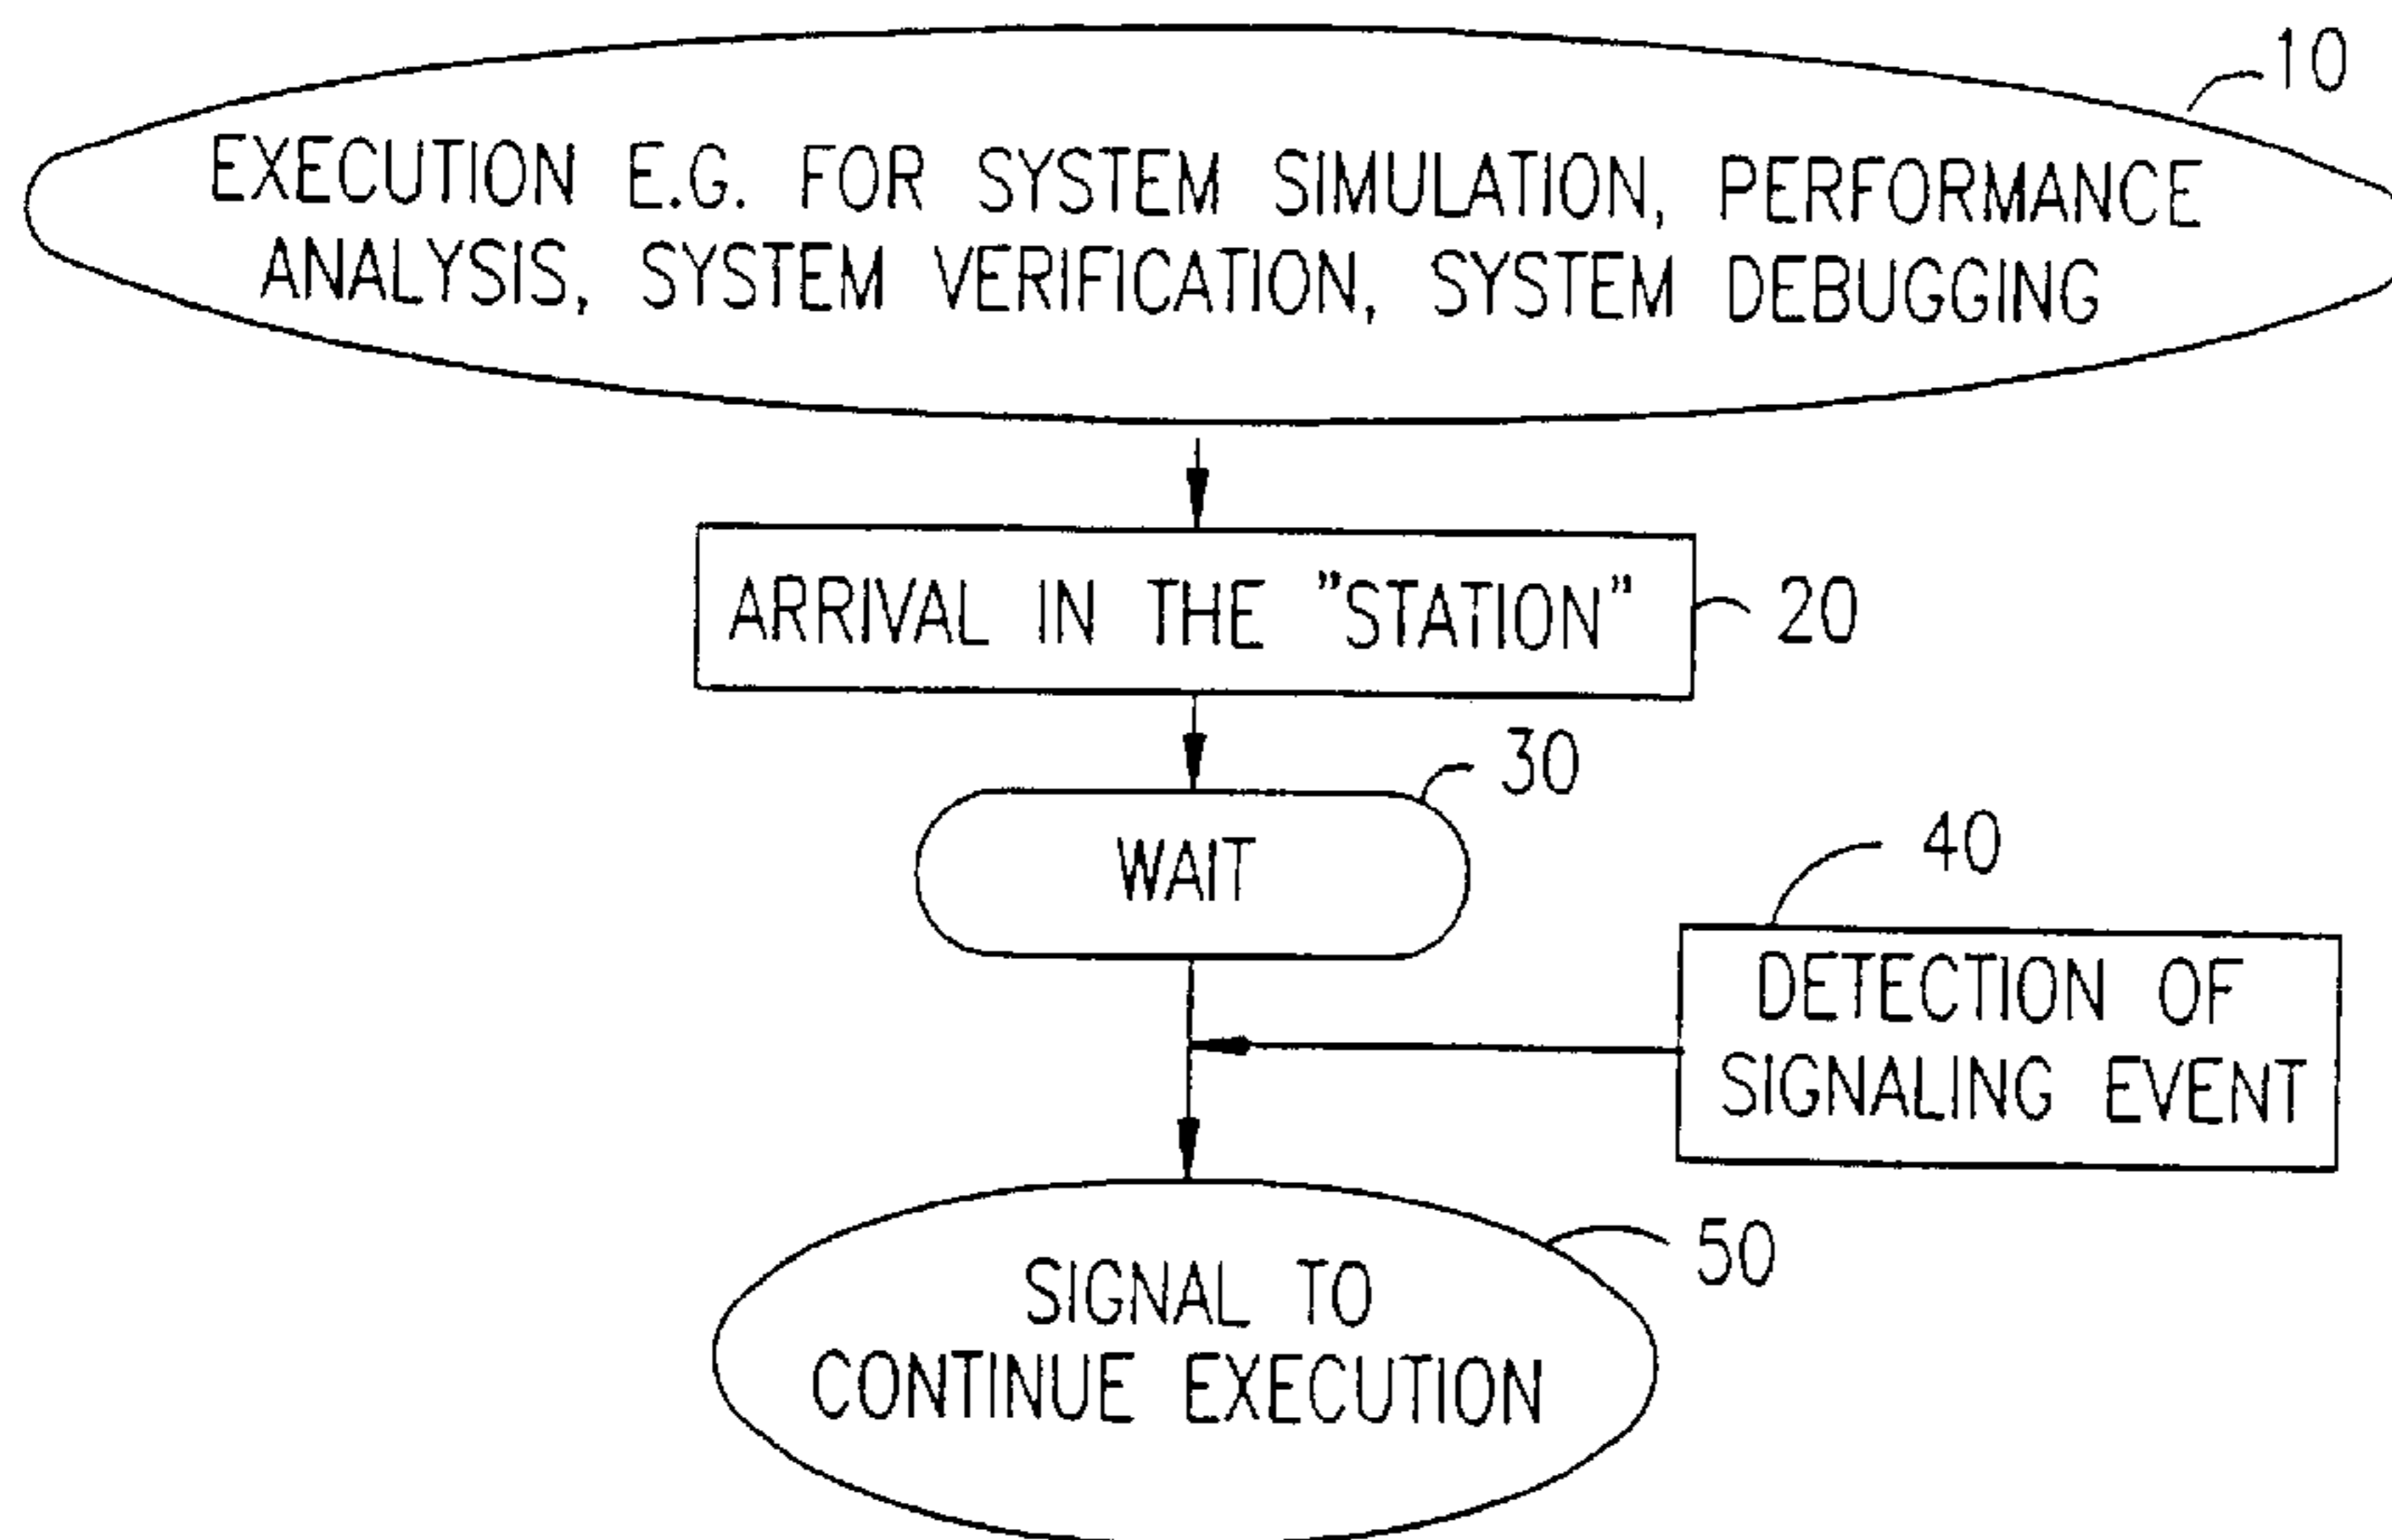 10
EXECUTION E.G. FOR SYSTEM SIMULATION, PERFORMANCE
ANALYSIS, SYSTEM VERIFICATION, SYSTEM DEBUGGING
ARRIVAL IN THE "STATION"
20
30
WAIT
40
DETECTION OF
SIGNALING EVENT
50
SIGNAL TO
CONTINUE EXECUTION